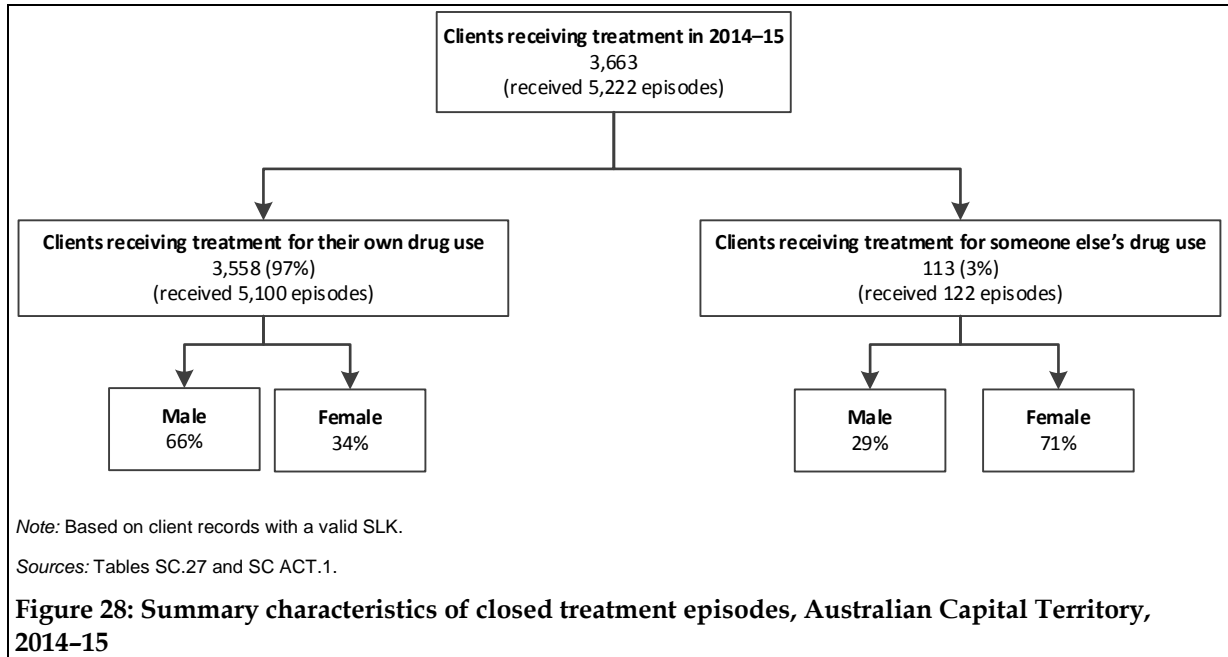 Clients receiving treatment in 2014–15
3,663
(received 5,222 episodes)
Clients receiving treatment for their own drug use
3,558 (97%)
(received 5,100 episodes)
Clients receiving treatment for someone else’s drug use
113 (3%)
(received 122 episodes)
Male
66%
Female
34%
Male
29%
Female
71%
Note: Based on client records with a valid SLK.
Sources: Tables SC.27 and SC ACT.1.
Figure 28: Summary characteristics of closed treatment episodes, Australian Capital Territory,
2014–15